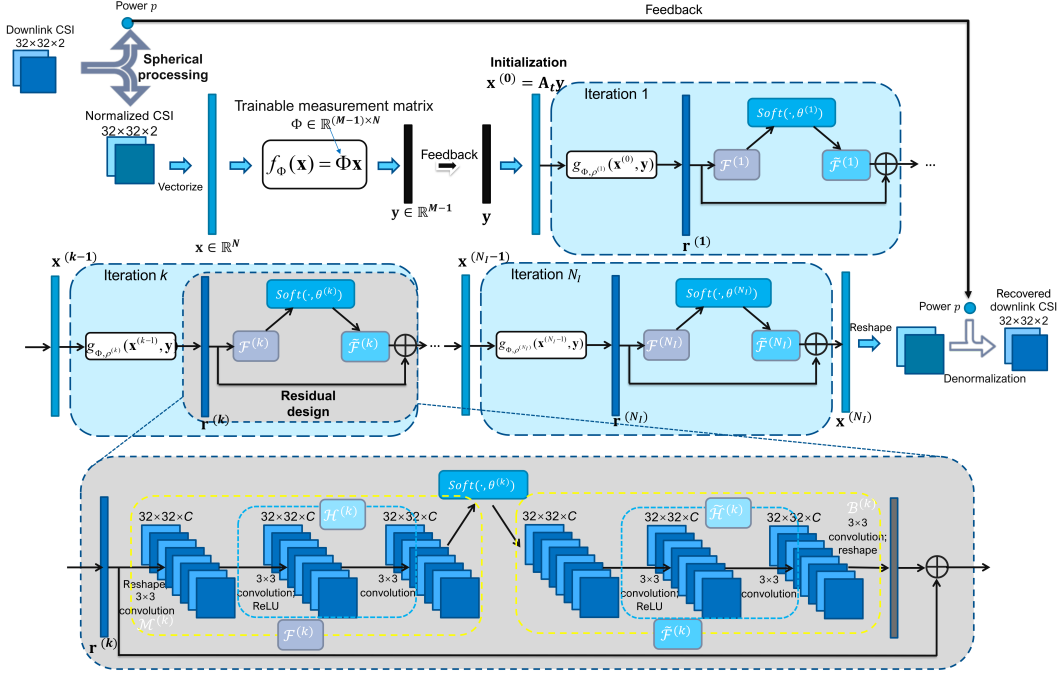 Power p
Feedback
Downlink CSI
32×32×2
Spherical
processing
Normalized CSI
32×32×2
Vectorize
x ∈ ℝ^N
Trainable measurement matrix
Φ ∈ ℝ^{(M−1)×N}
f_Φ(x) = Φx
y ∈ ℝ^{M−1}
Feedback
y
Initialization
x^{(0)} = A_t y
Iteration 1
g_{Φ,ρ^{(1)}}(x^{(0)}, y)
r^{(1)}
ℱ^{(1)}
Soft(·, θ^{(1)})
ℱ̃^{(1)}
...
x^{(k−1)}
Iteration k
g_{Φ,ρ^{(k)}}(x^{(k−1)}, y)
r^{(k)}
ℱ^{(k)}
Soft(·, θ^{(k)})
ℱ̃^{(k)}
Residual
design
...
x^{(N_I−1)}
Iteration N_I
g_{Φ,ρ^{(N_I)}}(x^{(N_I−1)}, y)
r^{(N_I)}
ℱ^{(N_I)}
Soft(·, θ^{(N_I)})
ℱ̃^{(N_I)}
x^{(N_I)}
Reshape
Power p
Recovered
downlink CSI
32×32×2
Denormalization
r^{(k)}
32×32×C
Reshape;
3×3
convolution
ℳ^{(k)}
32×32×C
ℋ^{(k)}
3×3
convolution;
ReLU
32×32×C
3×3
convolution
ℱ^{(k)}
Soft(·, θ^{(k)})
32×32×C
32×32×C
ℋ̃^{(k)}
3×3
convolution;
ReLU
32×32×C
3×3
convolution
ℱ̃^{(k)}
ℬ^{(k)}
3×3
convolution;
reshape